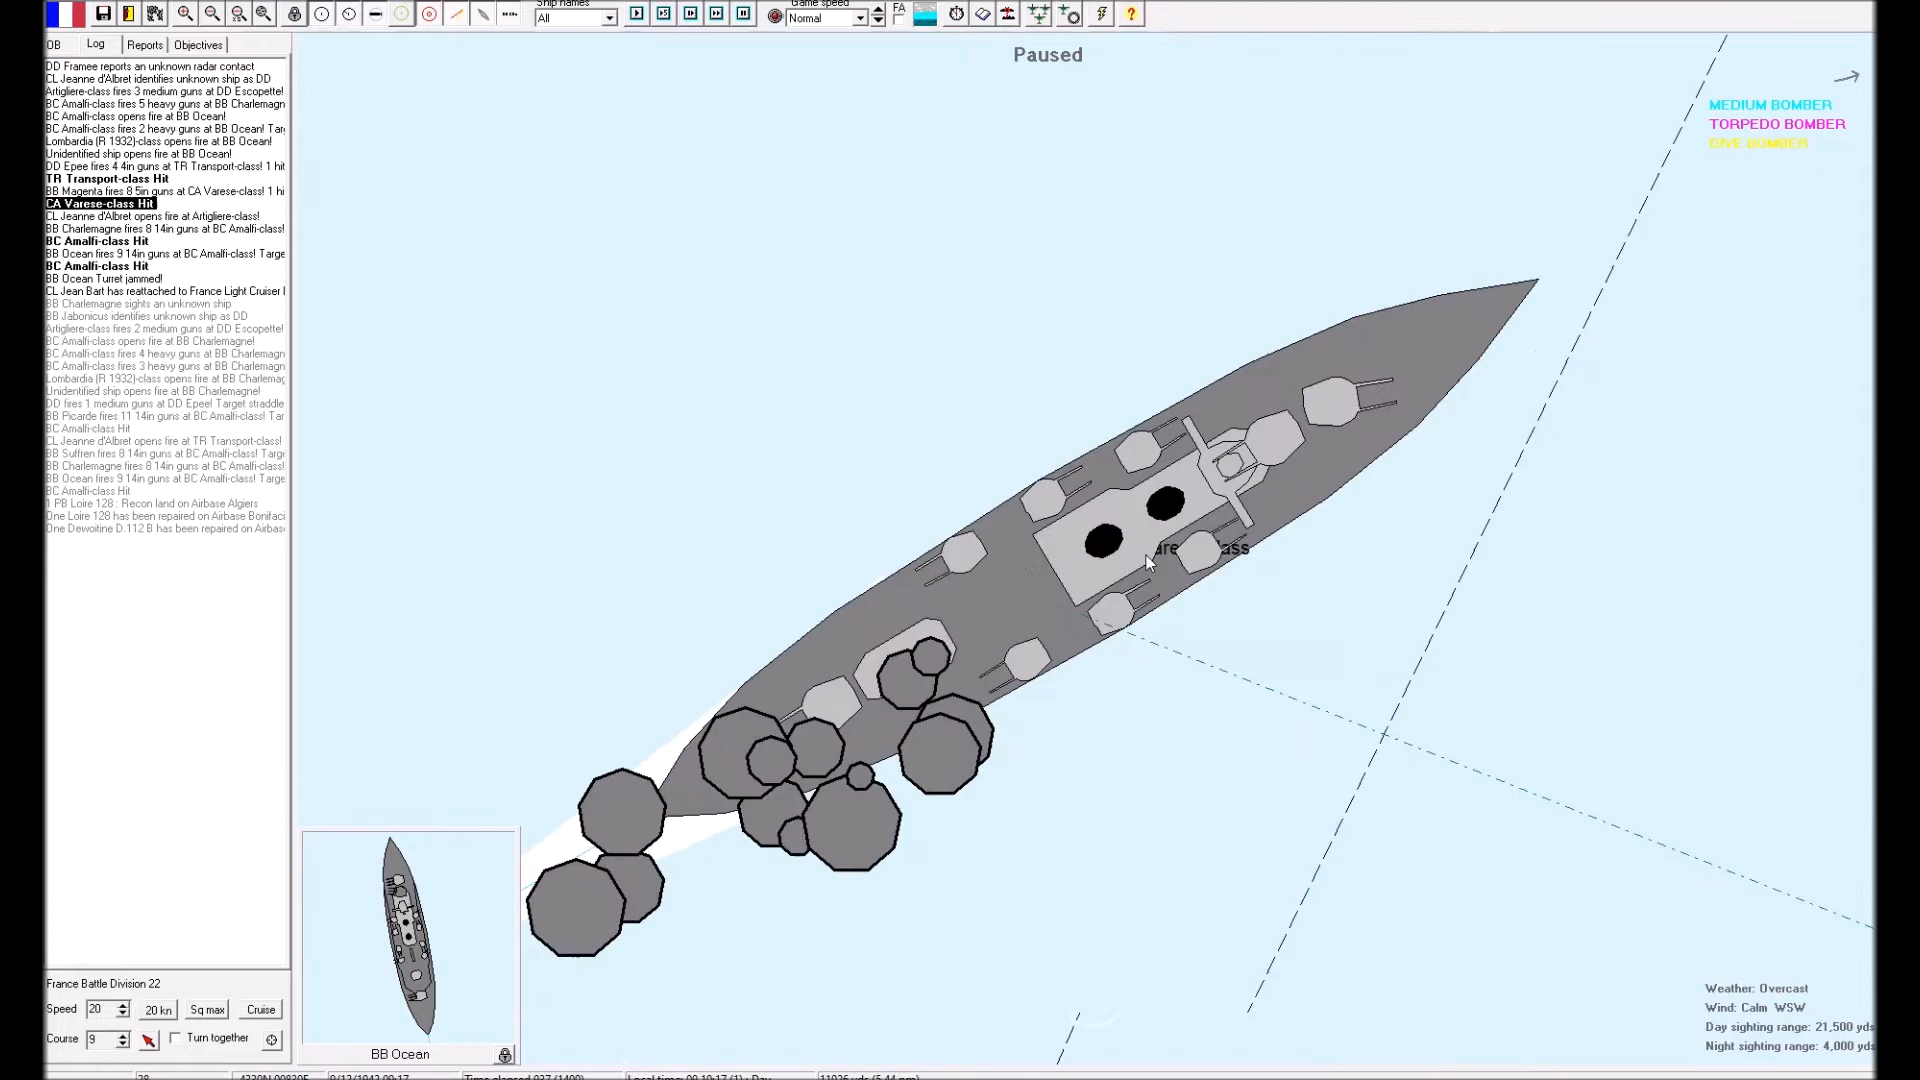 Ship names
Game speed
FA
All
Normal
OB
Log
Reports
Objectives
DD Framee reports an unknown radar contact
CL Jeanne d'Albret identifies unknown ship as DD
Artigliere-class fires 3 medium guns at DD Escopette!
BC Amalfi-class fires 5 heavy guns at BB Charlemagn
BC Amalfi-class opens fire at BB Ocean!
BC Amalfi-class fires 2 heavy guns at BB Ocean! Tar
Lombardia (R 1932)-class opens fire at BB Ocean!
Unidentified ship opens fire at BB Ocean!
DD Epee fires 4 4in guns at TR Transport-class! 1 hit
TR Transport-class Hit
BB Magenta fires 8 5in guns at CA Varese-class! 1 hi
CA Varese-class Hit
CL Jeanne d'Albret opens fire at Artigliere-class!
BB Charlemagne fires 8 14in guns at BC Amalfi-class!
BC Amalfi-class Hit
BB Ocean fires 9 14in guns at BC Amalfi-class! Targe
BC Amalfi-class Hit
BB Ocean Turret jammed!
CL Jean Bart has reattached to France Light Cruiser
BB Charlemagne sights an unknown ship
BB Jabonicus identifies unknown ship as DD
Artigliere-class fires 2 medium guns at DD Escopette!
BC Amalfi-class opens fire at BB Charlemagne!
BC Amalfi-class fires 4 heavy guns at BB Charlemagn
BC Amalfi-class fires 3 heavy guns at BB Charlemagn
Lombardia (R 1932)-class opens fire at BB Charlemag
Unidentified ship opens fire at BB Charlemagne!
DD fires 1 medium guns at DD Epee! Target straddle
BB Picarde fires 11 14in guns at BC Amalfi-class! Tar
BC Amalfi-class Hit
CL Jeanne d'Albret opens fire at TR Transport-class!
BB Suffren fires 8 14in guns at BC Amalfi-class! Targe
BB Charlemagne fires 8 14in guns at BC Amalfi-class!
BB Ocean fires 9 14in guns at BC Amalfi-class! Targe
BC Amalfi-class Hit
1 PB Loire 128 : Recon land on Airbase Algiers
One Loire 128 has been repaired on Airbase Bonifaci
One Dewoitine D.112 B has been repaired on Airbas
Paused
MEDIUM BOMBER
TORPEDO BOMBER
DIVE BOMBER
France Battle Division 22
Speed 20 20 kn Sq max Cruise
Course 9 Turn together
BB Ocean
Weather: Overcast
Wind: Calm WSW
Day sighting range: 21,500 yds
Night sighting range: 4,000 yds